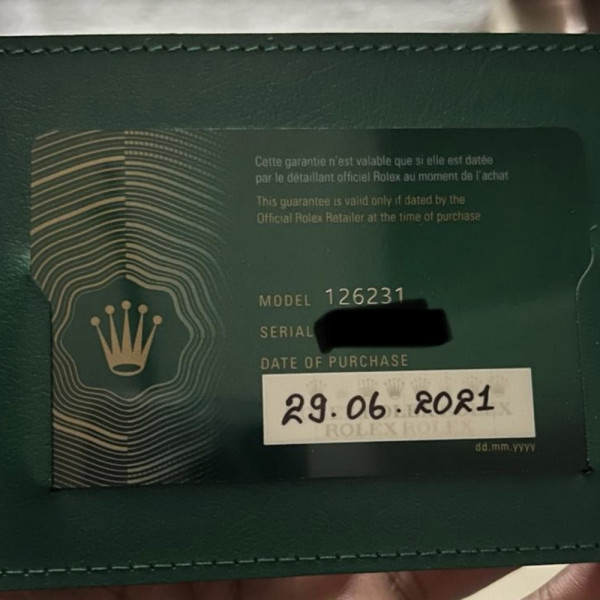 Cette garantie n'est valable que si elle est datée
par le détaillant officiel Rolex au moment de l'achat
This guarantee is valid only if dated by the
Official Rolex Retailer at the time of purchase
MODEL 126231
SERIAL
DATE OF PURCHASE
29.06.2021
ROLEX ROLEX
dd.mm.yyyy